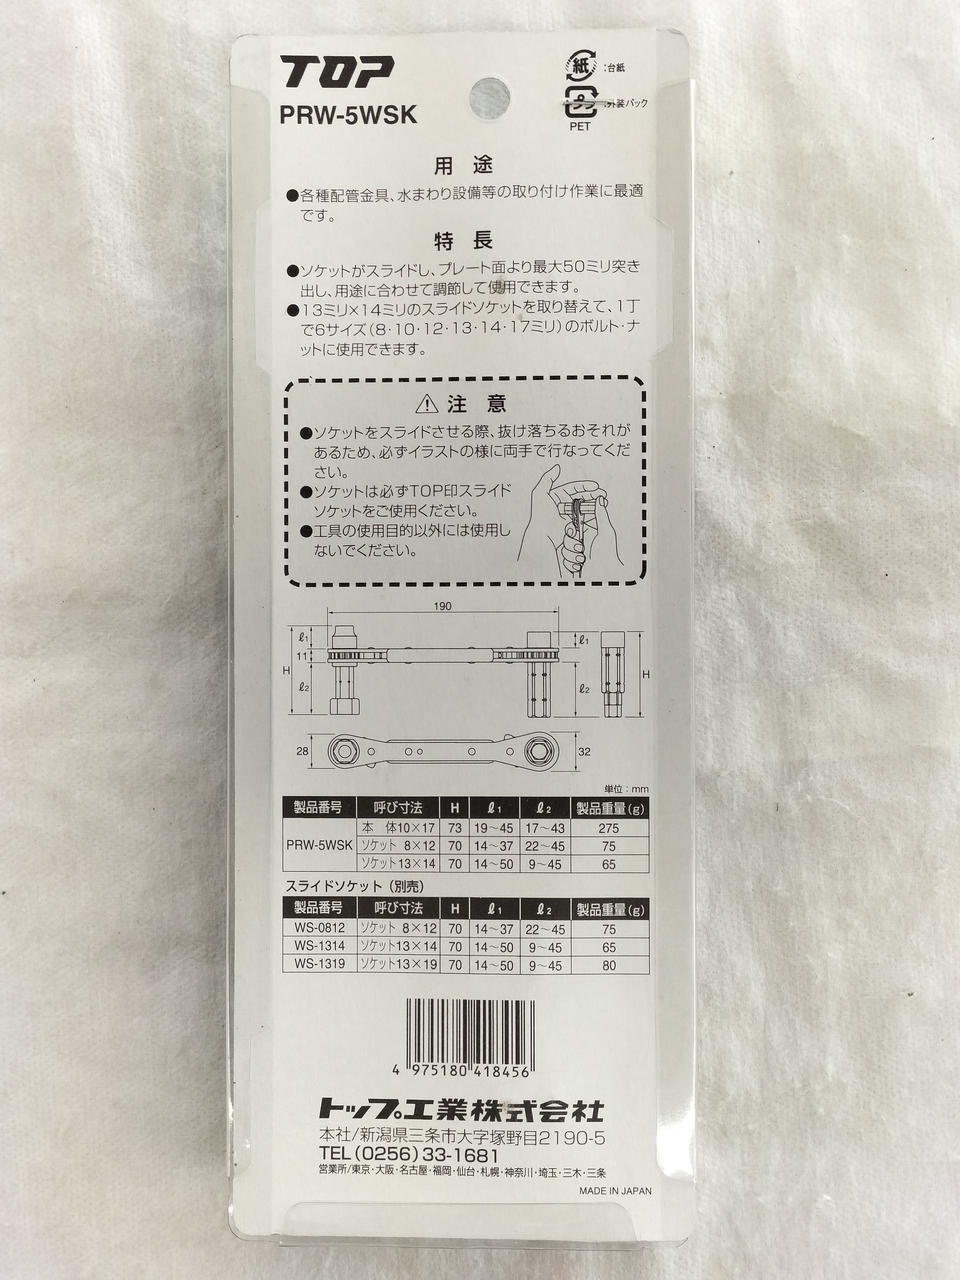 TOP
PRW-5WSK
紙 :台紙
プラ :外装パック
PET
用 途
●各種配管金具、水まわり設備等の取り付け作業に最適
です。
特 長
●ソケットがスライドし、プレート面より最大50ミリ突き
出し、用途に合わせて調節して使用できます。
●13ミリ×14ミリのスライドソケットを取り替えて、1丁
で6サイズ(8・10・12・13・14・17ミリ)のボルト・ナ
ットに使用できます。
⚠注 意
●ソケットをスライドさせる際、抜け落ちるおそれが
あるため、必ずイラストの様に両手で行なってくだ
さい。
●ソケットは必ずTOP印スライド
ソケットをご使用ください。
●工具の使用目的以外には使用し
ないでください。
190
H ℓ1 11 ℓ2 ℓ1 ℓ2 H
28 32
単位：mm
製品番号 呼び寸法 H ℓ1 ℓ2 製品重量(g)
PRW-5WSK 本 体10×17 73 19～45 17～43 275
ソケット 8×12 70 14～37 22～45 75
ソケット13×14 70 14～50 9～45 65
スライドソケット(別売)
製品番号 呼び寸法 H ℓ1 ℓ2 製品重量(g)
WS-0812 ソケット 8×12 70 14～37 22～45 75
WS-1314 ソケット13×14 70 14～50 9～45 65
WS-1319 ソケット13×19 70 14～50 9～45 80
4 975180 418456
トップ工業株式会社
本社/新潟県三条市大字塚野目2190-5
TEL(0256)33-1681
営業所/東京・大阪・名古屋・福岡・仙台・札幌・神奈川・埼玉・三木・三条
MADE IN JAPAN